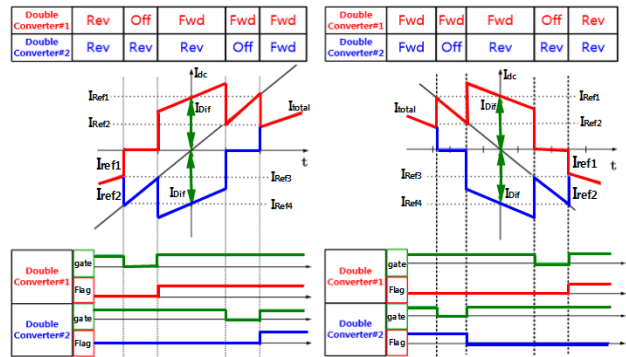 Double Converter#1 Rev Off Fwd Fwd Fwd
Double Converter#2 Rev Rev Rev Off Fwd
Idc
IRef1
IDif
IRef2
Itotal
t
Iref1
IDif
IRef3
Iref2
IRef4
Double Converter#1
gate
Flag
Double Converter#2
gate
Flag
Double Converter#1 Fwd Fwd Fwd Off Rev
Double Converter#2 Fwd Off Rev Rev Rev
Idc
IRef1
Itotal
IDif
IRef2
t
Iref1
IRef3
IDif
Iref2
IRef4
Double Converter#1
gate
Flag
Double Converter#2
gate
Flag